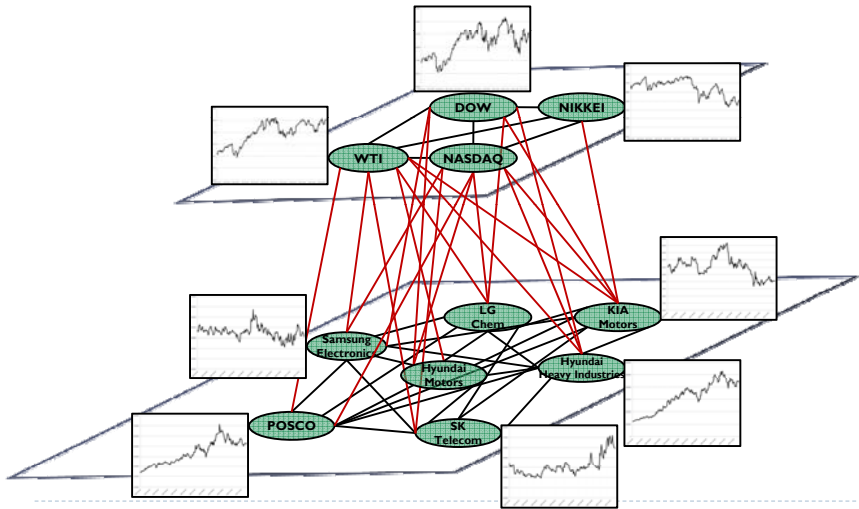 DOW
NIKKEI
WTI
NASDAQ
LG
Chem
KIA
Motors
Samsung
Electronics
Hyundai
Motors
Hyundai
Heavy Industries
POSCO
SK
Telecom